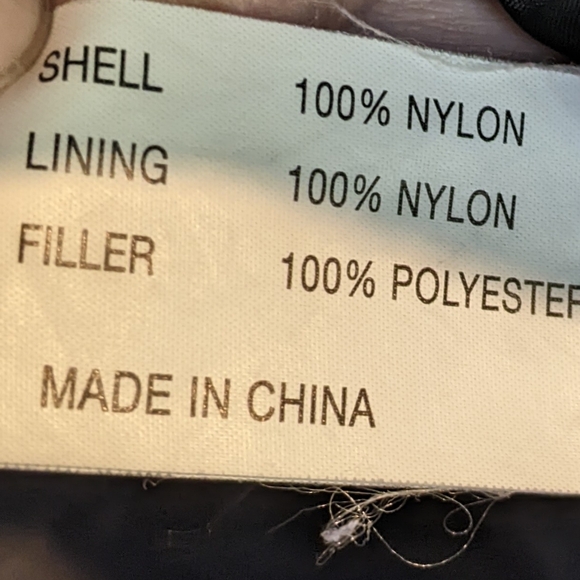 SHELL 100% NYLON
LINING 100% NYLON
FILLER 100% POLYESTER
MADE IN CHINA